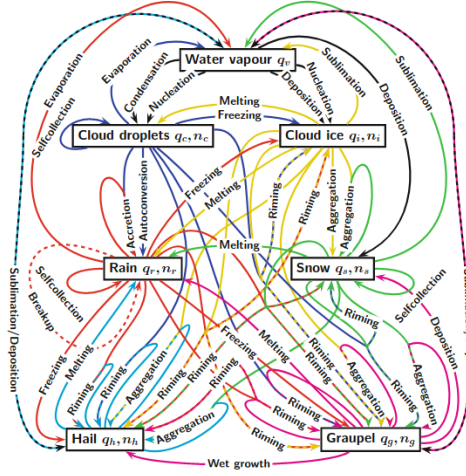 Water vapour q_v
Evaporation
Selfcollection
Evaporation
Condensation
Nucleation
Deposition
Nucleation
Sublimation
Sublimation
Deposition
Melting
Freezing
Cloud droplets q_c, n_c
Cloud ice q_i, n_i
Accretion
Autoconversion
Freezing
Melting
Riming
Riming
Aggregation
Aggregation
Melting
Rain q_r, n_r
Snow q_s, n_s
Selfcollection
Breakup
Selfcollection
Sublimation/Deposition
Freezing
Melting
Riming
Riming
Aggregation
Riming
Riming
Riming
Freezing
Melting
Riming
Aggregation
Riming
Aggregation
Deposition
Sublimation
Riming
Riming
Aggregation
Riming
Hail q_h, n_h
Graupel q_g, n_g
Wet growth